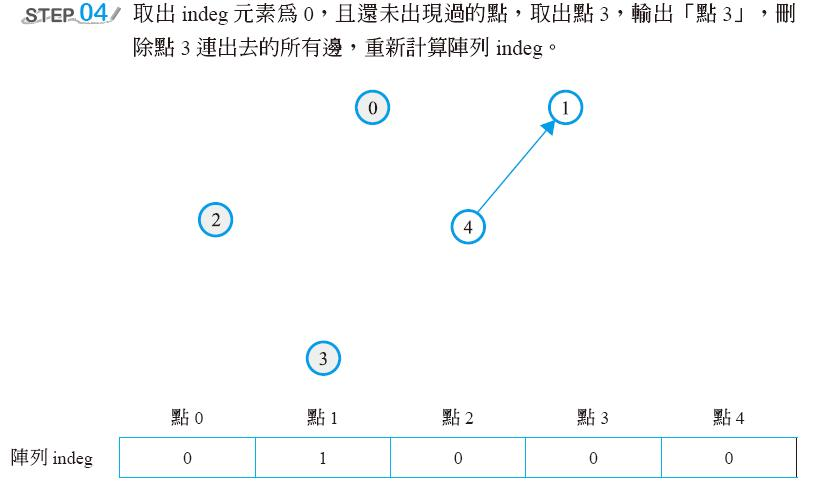 STEP 04 取出 indeg 元素爲 0，且還未出現過的點，取出點 3，輸出「點 3」，刪
除點 3 連出去的所有邊，重新計算陣列 indeg。
0 1
2 4
3
點 0 點 1 點 2 點 3 點 4
陣列 indeg 0 1 0 0 0